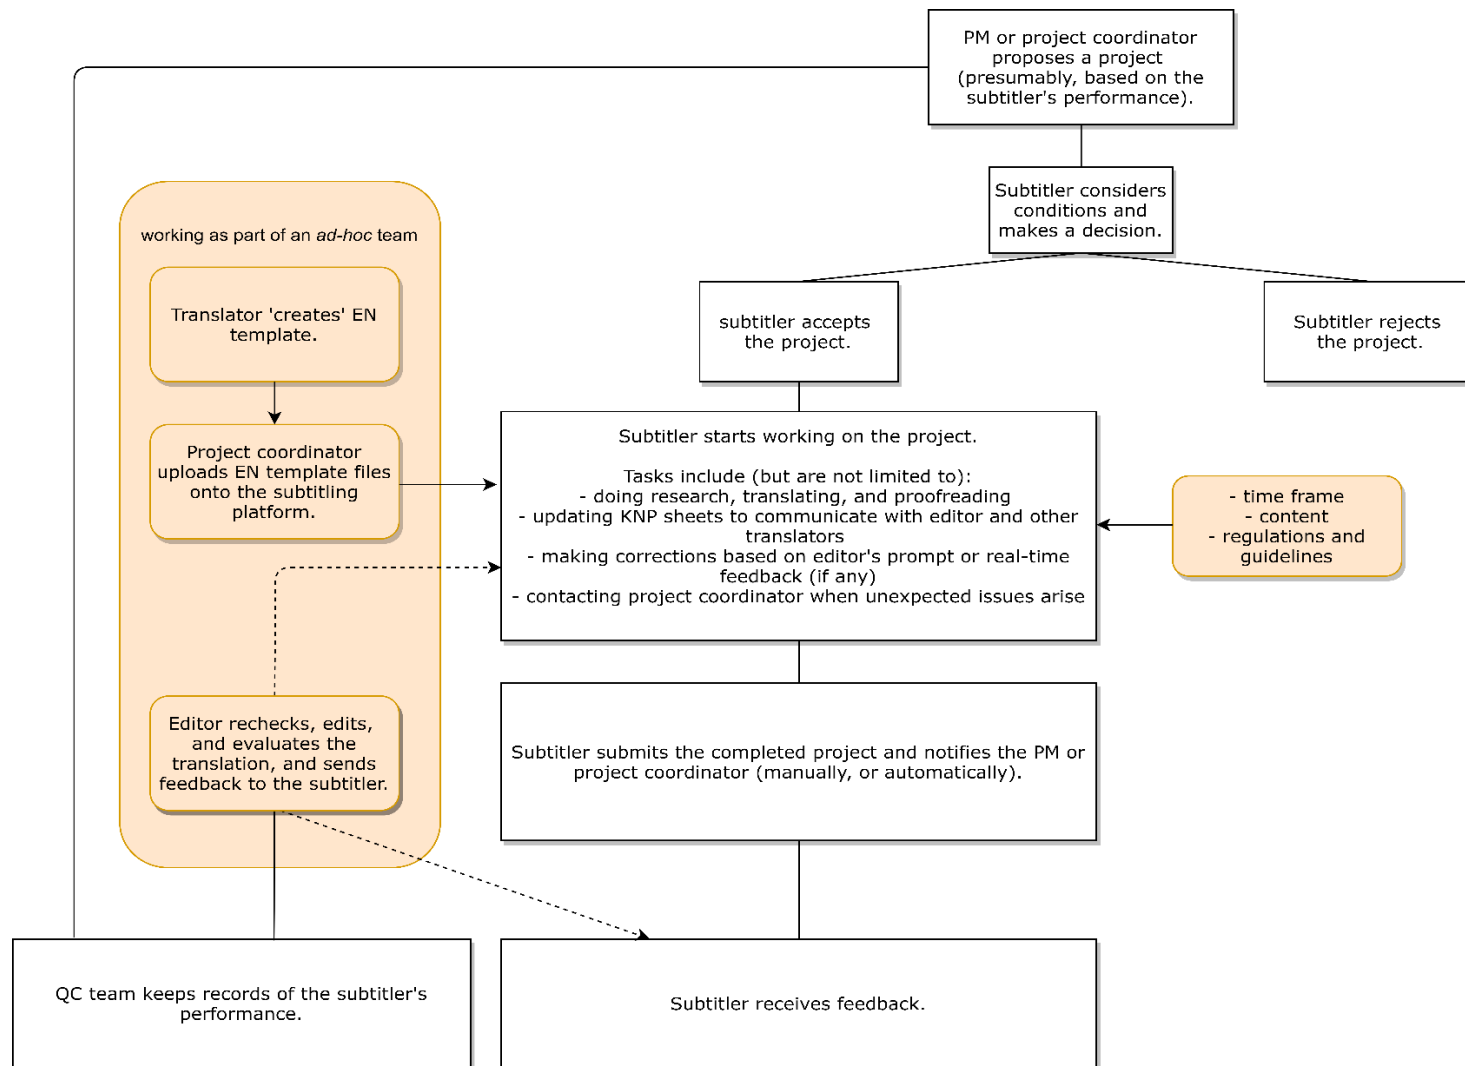 PM or project coordinator
proposes a project
(presumably, based on the
subtitler's performance).
Subtitler considers
conditions and
makes a decision.
working as part of an ad-hoc team
Translator 'creates' EN
template.
subtitler accepts
the project.
Subtitler rejects
the project.
Project coordinator
uploads EN template files
onto the subtitling
platform.
Subtitler starts working on the project.
Tasks include (but are not limited to):
- doing research, translating, and proofreading
- updating KNP sheets to communicate with editor and other
translators
- making corrections based on editor's prompt or real-time
feedback (if any)
- contacting project coordinator when unexpected issues arise
- time frame
- content
- regulations and
guidelines
Editor rechecks, edits,
and evaluates the
translation, and sends
feedback to the subtitler.
Subtitler submits the completed project and notifies the PM or
project coordinator (manually, or automatically).
QC team keeps records of the subtitler's
performance.
Subtitler receives feedback.